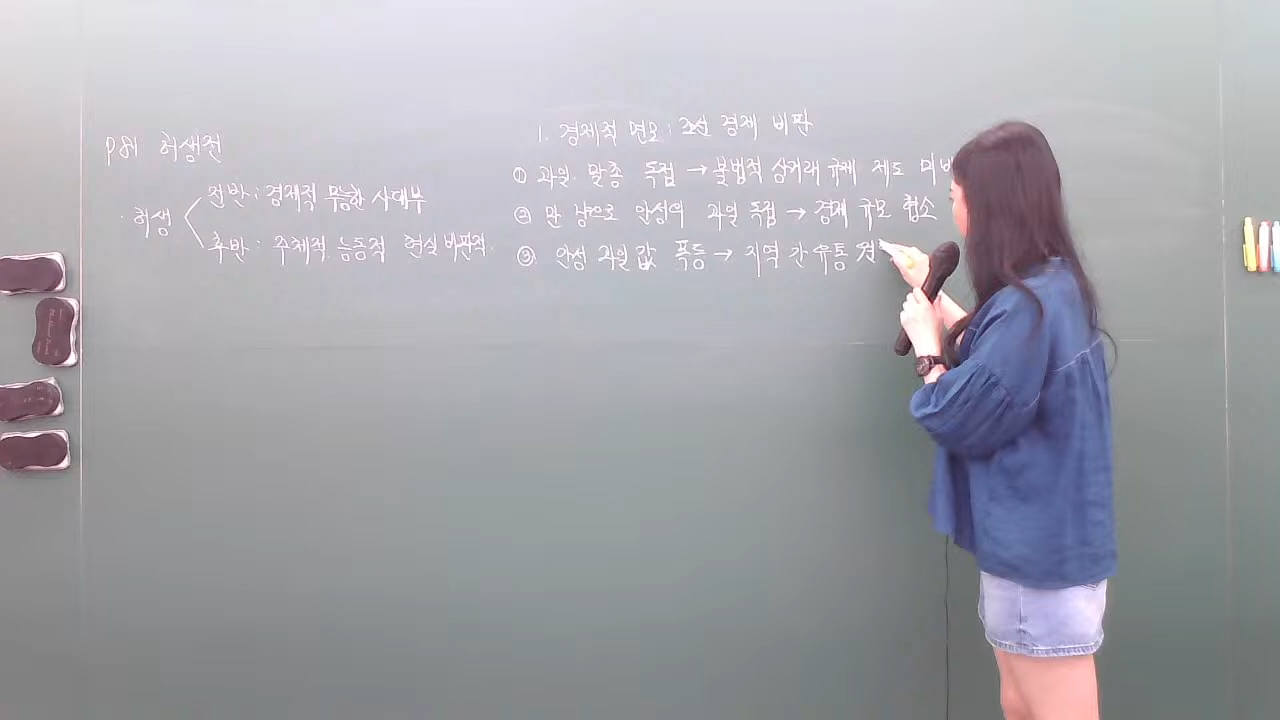 P81 허생전
· 허생
전반 : 경제적 무능한 사대부
후반 : 주체적, 능동적 현실 비판적.
1. 경제적 면모 : 조선 경제 비판
① 과일, 말총 독점 → 불법적 상거래 규제 제도 미비
② 만 냥으로 안성의 과일 독점 → 경제 규모 협소
③ 안성 과일 값 폭등 → 지역 간 유통